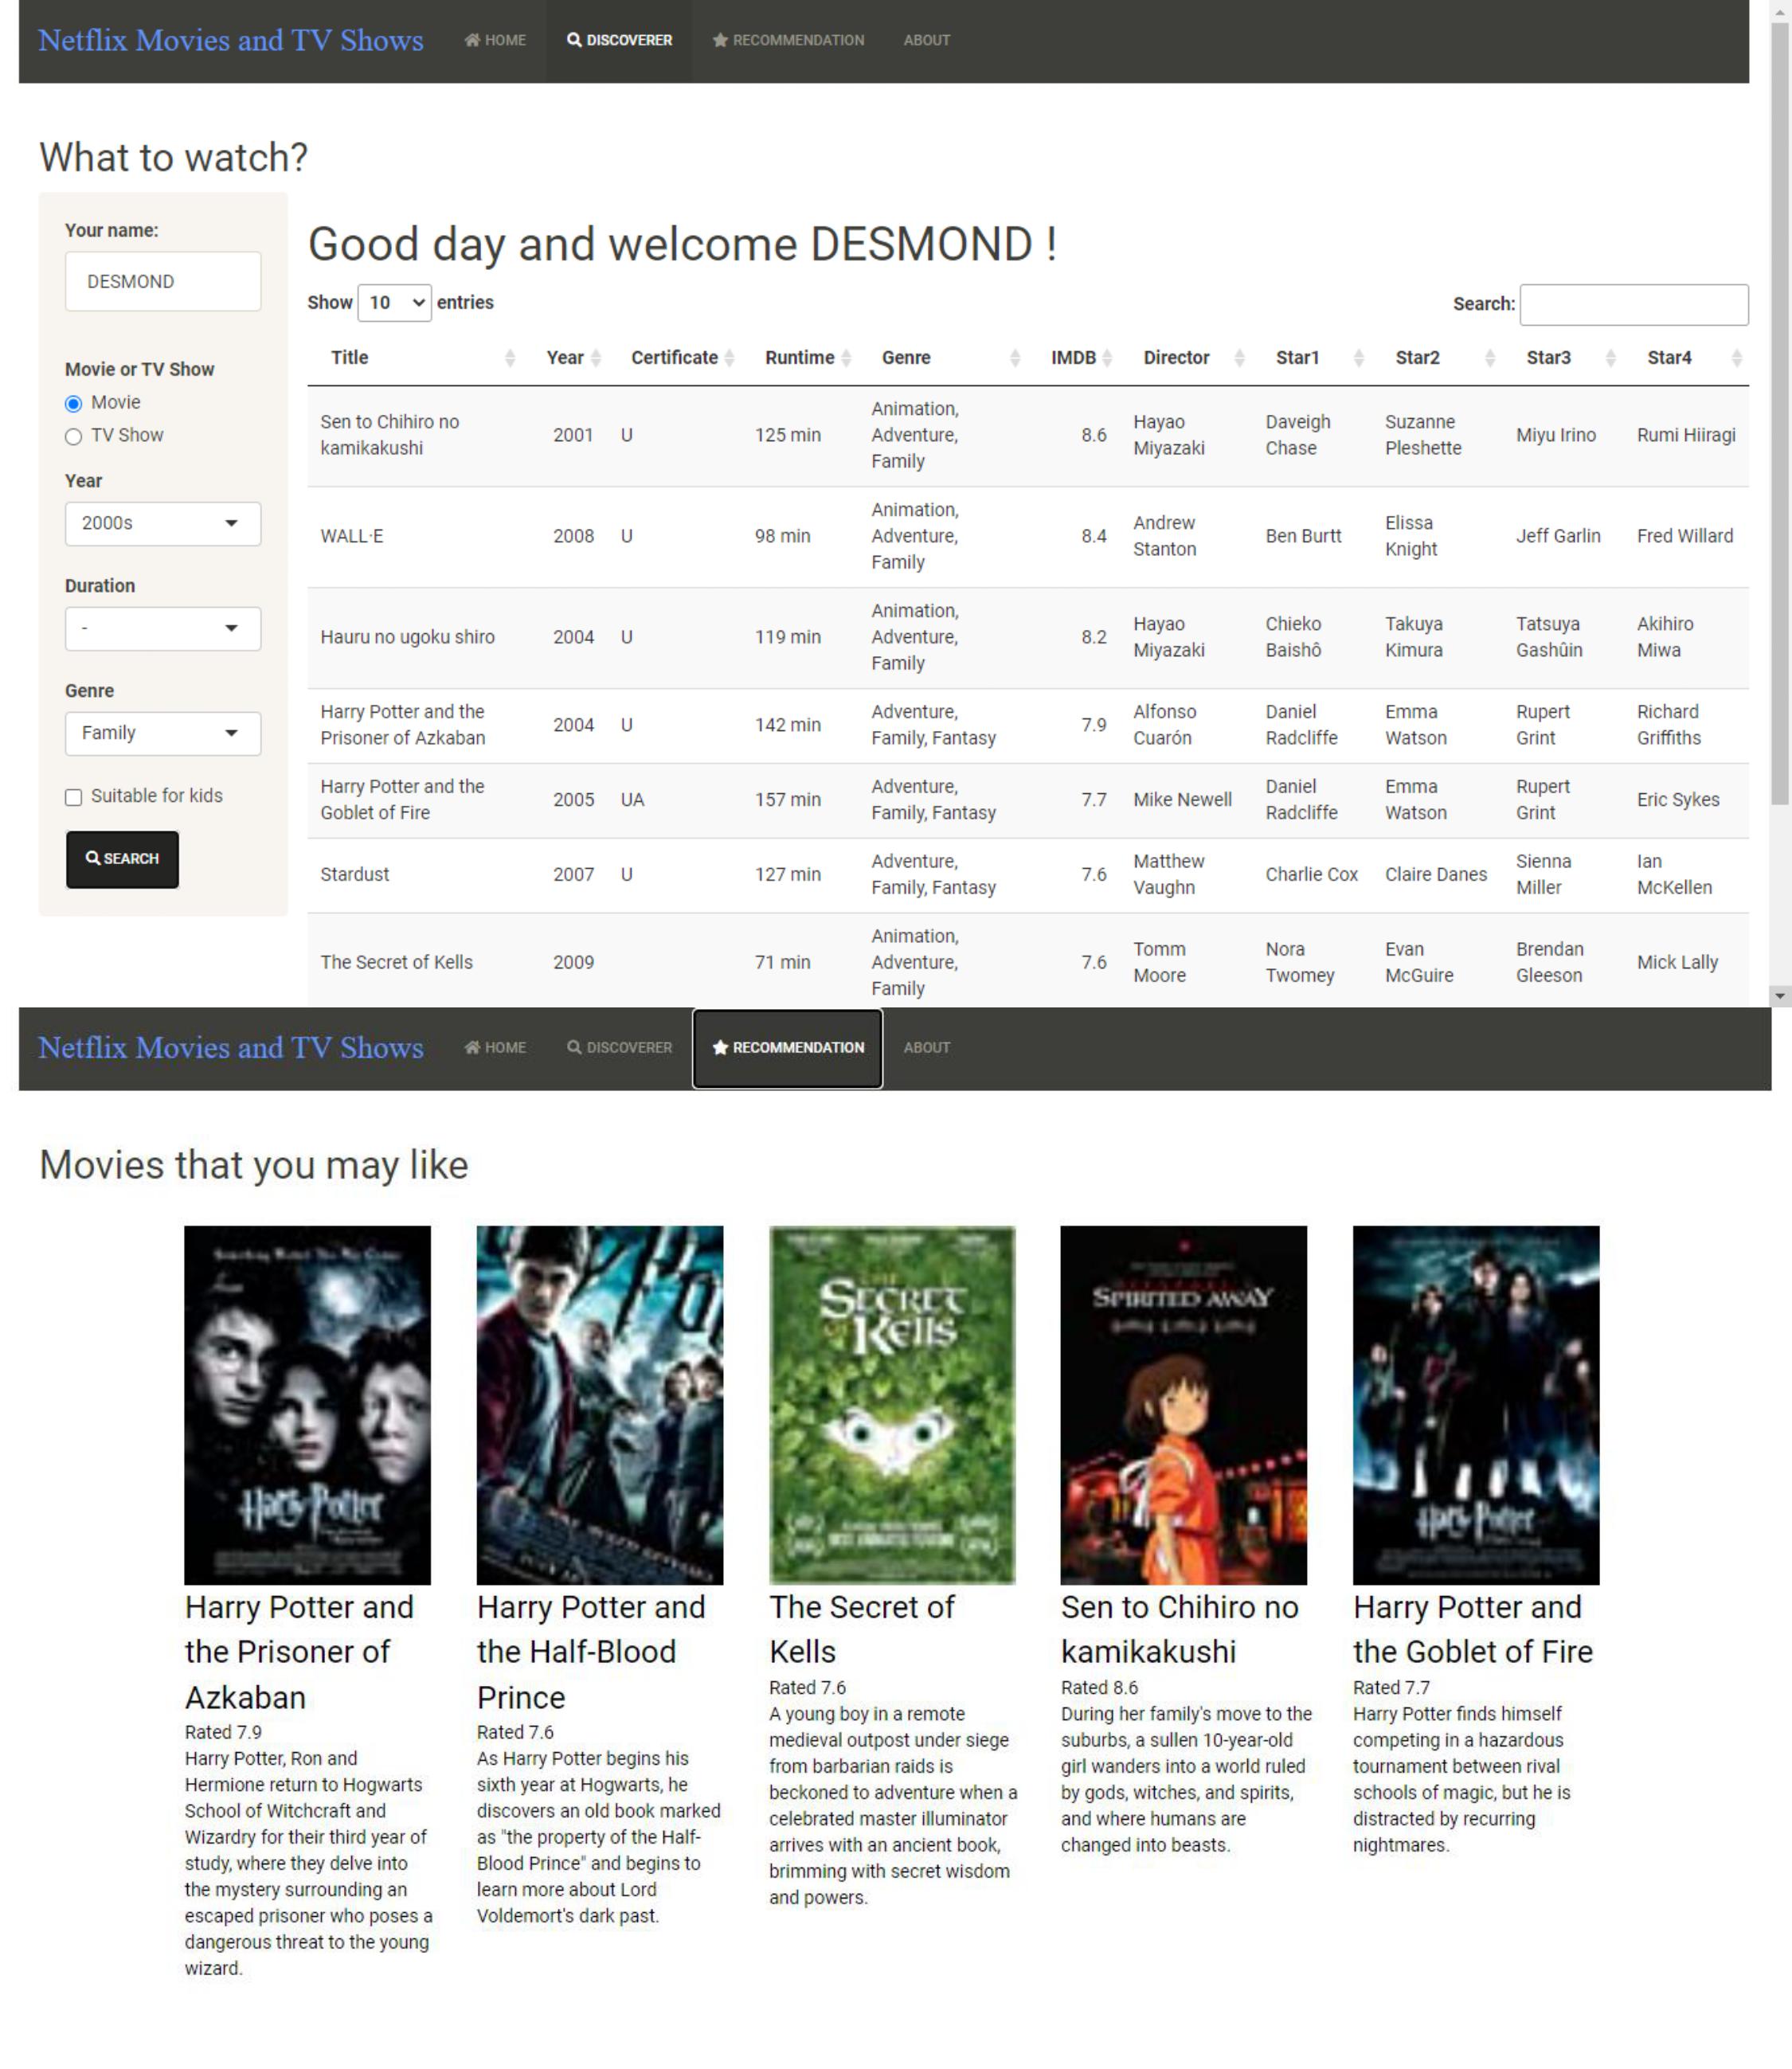 Netflix Movies and TV Shows HOME DISCOVERER RECOMMENDATION ABOUT
What to watch?
Your name:
DESMOND
Movie or TV Show
Movie
TV Show
Year
2000s
Duration
-
Genre
Family
Suitable for kids
SEARCH
Good day and welcome DESMOND !
Show 10 entries Search:
Title Year Certificate Runtime Genre IMDB Director Star1 Star2 Star3 Star4
Sen to Chihiro no kamikakushi 2001 U 125 min Animation, Adventure, Family 8.6 Hayao Miyazaki Daveigh Chase Suzanne Pleshette Miyu Irino Rumi Hiiragi
WALL·E 2008 U 98 min Animation, Adventure, Family 8.4 Andrew Stanton Ben Burtt Elissa Knight Jeff Garlin Fred Willard
Hauru no ugoku shiro 2004 U 119 min Animation, Adventure, Family 8.2 Hayao Miyazaki Chieko Baishô Takuya Kimura Tatsuya Gashûin Akihiro Miwa
Harry Potter and the Prisoner of Azkaban 2004 U 142 min Adventure, Family, Fantasy 7.9 Alfonso Cuarón Daniel Radcliffe Emma Watson Rupert Grint Richard Griffiths
Harry Potter and the Goblet of Fire 2005 UA 157 min Adventure, Family, Fantasy 7.7 Mike Newell Daniel Radcliffe Emma Watson Rupert Grint Eric Sykes
Stardust 2007 U 127 min Adventure, Family, Fantasy 7.6 Matthew Vaughn Charlie Cox Claire Danes Sienna Miller Ian McKellen
The Secret of Kells 2009 71 min Animation, Adventure, Family 7.6 Tomm Moore Nora Twomey Evan McGuire Brendan Gleeson Mick Lally
Netflix Movies and TV Shows HOME DISCOVERER RECOMMENDATION ABOUT
Movies that you may like
Harry Potter
SECRET
KELLS
SPIRITED AWAY
Harry Potter
Harry Potter and
the Prisoner of
Azkaban
Rated 7.9
Harry Potter, Ron and
Hermione return to Hogwarts
School of Witchcraft and
Wizardry for their third year of
study, where they delve into
the mystery surrounding an
escaped prisoner who poses a
dangerous threat to the young
wizard.
Harry Potter and
the Half-Blood
Prince
Rated 7.6
As Harry Potter begins his
sixth year at Hogwarts, he
discovers an old book marked
as "the property of the Half-
Blood Prince" and begins to
learn more about Lord
Voldemort's dark past.
The Secret of
Kells
Rated 7.6
A young boy in a remote
medieval outpost under siege
from barbarian raids is
beckoned to adventure when a
celebrated master illuminator
arrives with an ancient book,
brimming with secret wisdom
and powers.
Sen to Chihiro no
kamikakushi
Rated 8.6
During her family's move to the
suburbs, a sullen 10-year-old
girl wanders into a world ruled
by gods, witches, and spirits,
and where humans are
changed into beasts.
Harry Potter and
the Goblet of Fire
Rated 7.7
Harry Potter finds himself
competing in a hazardous
tournament between rival
schools of magic, but he is
distracted by recurring
nightmares.